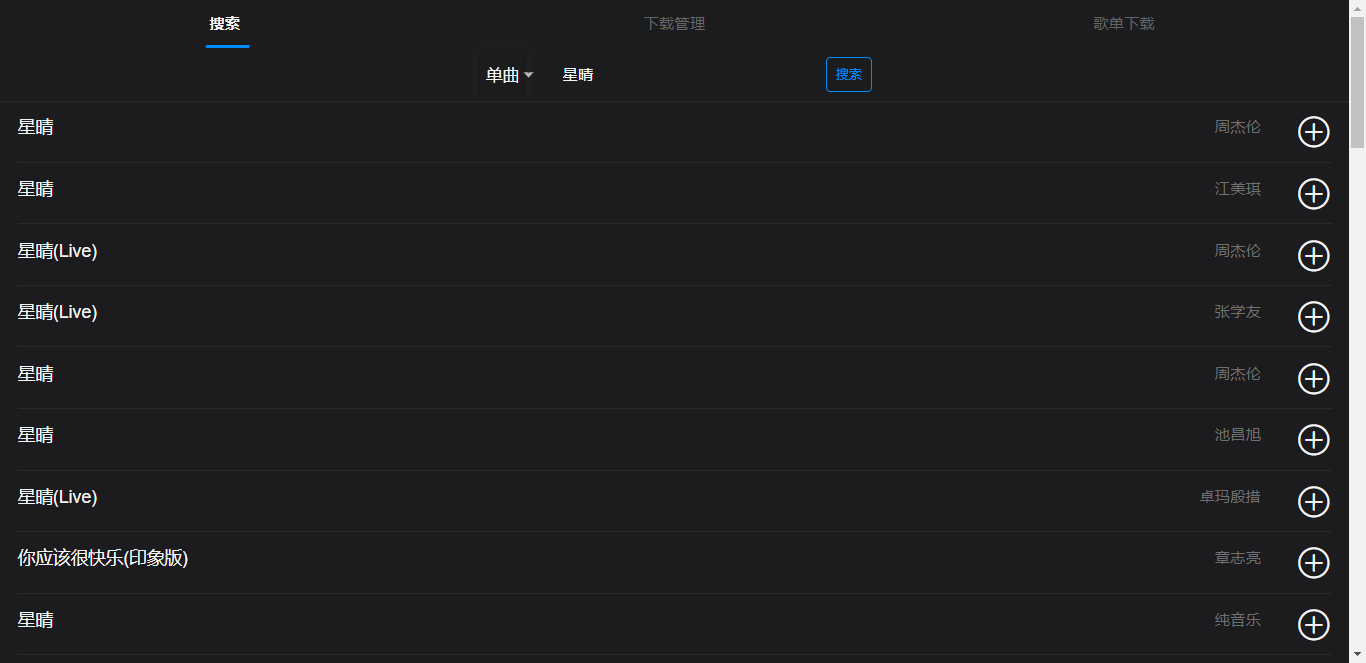 搜索 下载管理 歌单下载
单曲 星晴 搜索
星晴 周杰伦
星晴 江美琪
星晴(Live) 周杰伦
星晴(Live) 张学友
星晴 周杰伦
星晴 池昌旭
星晴(Live) 卓玛殷措
你应该很快乐(印象版) 章志亮
星晴 纯音乐